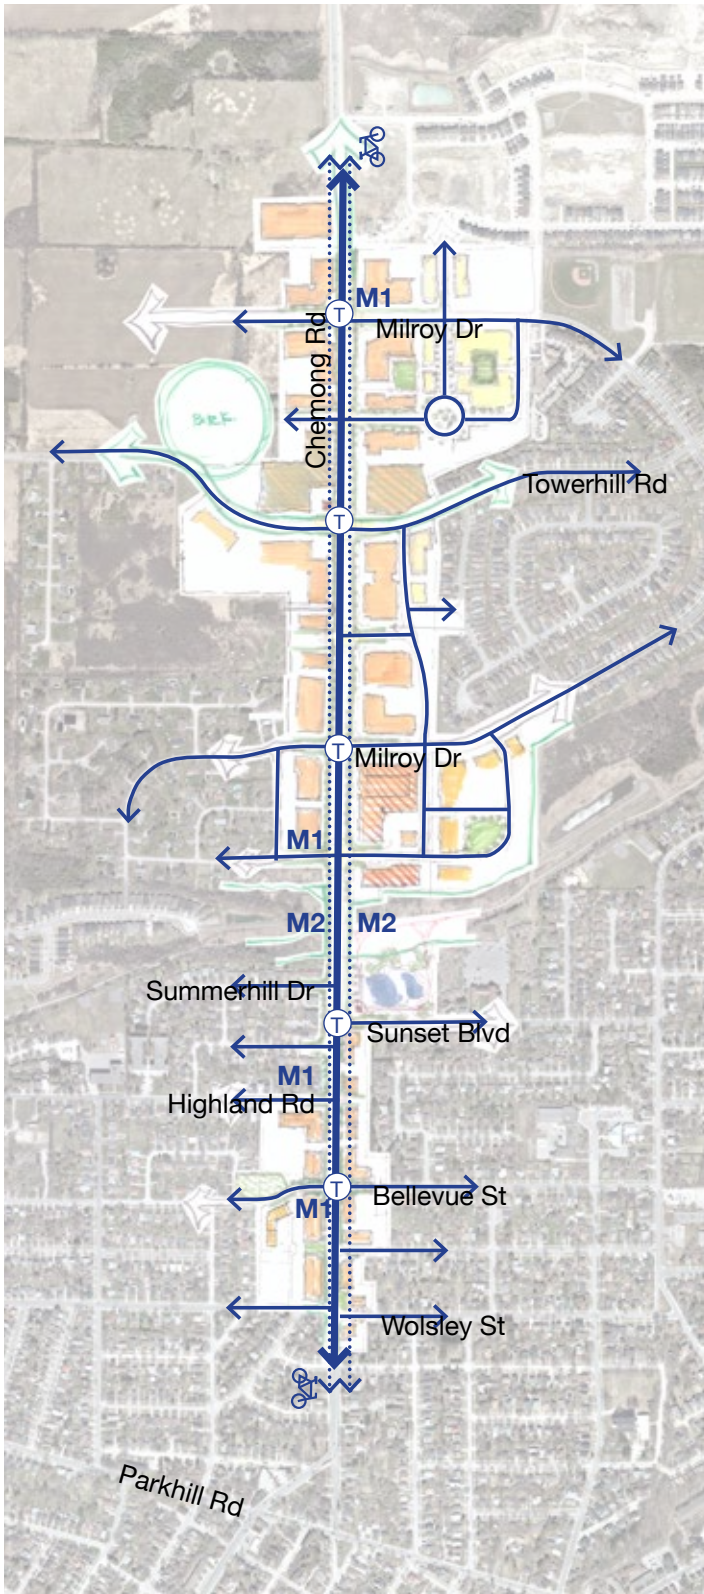 M1
T
Milroy Dr
Chemong Rd
Towerhill Rd
T
T
Milroy Dr
M1
M2
M2
Summerhill Dr
T
Sunset Blvd
M1
Highland Rd
T
Bellevue St
M1
Wolsley St
Parkhill Rd